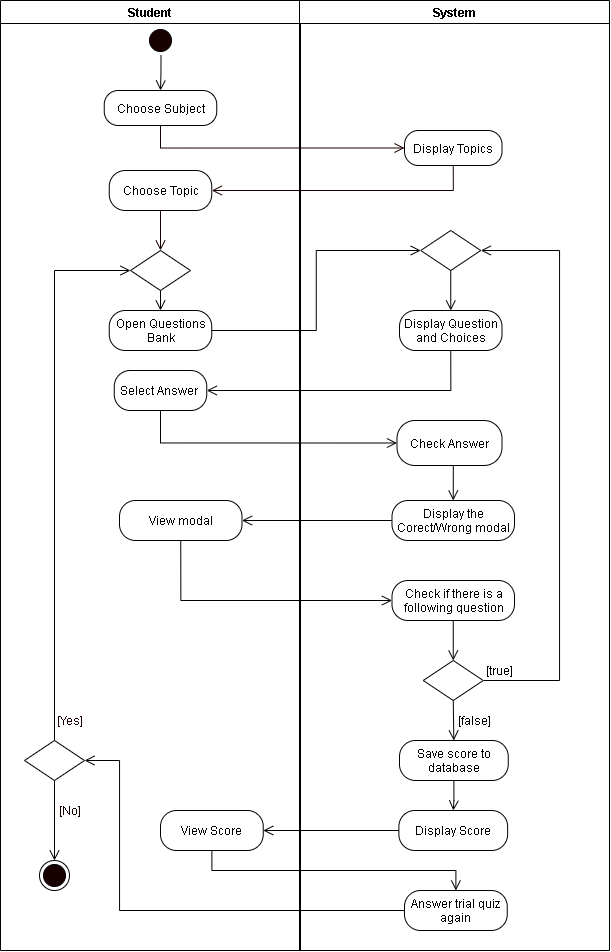 Student
System
Choose Subject
Display Topics
Choose Topic
Open Questions
Bank
Display Question
and Choices
Select Answer
Check Answer
View modal
Display the
Corect/Wrong modal
Check if there is a
following question
[true]
[false]
[Yes]
Save score to
database
[No]
View Score
Display Score
Answer trial quiz
again